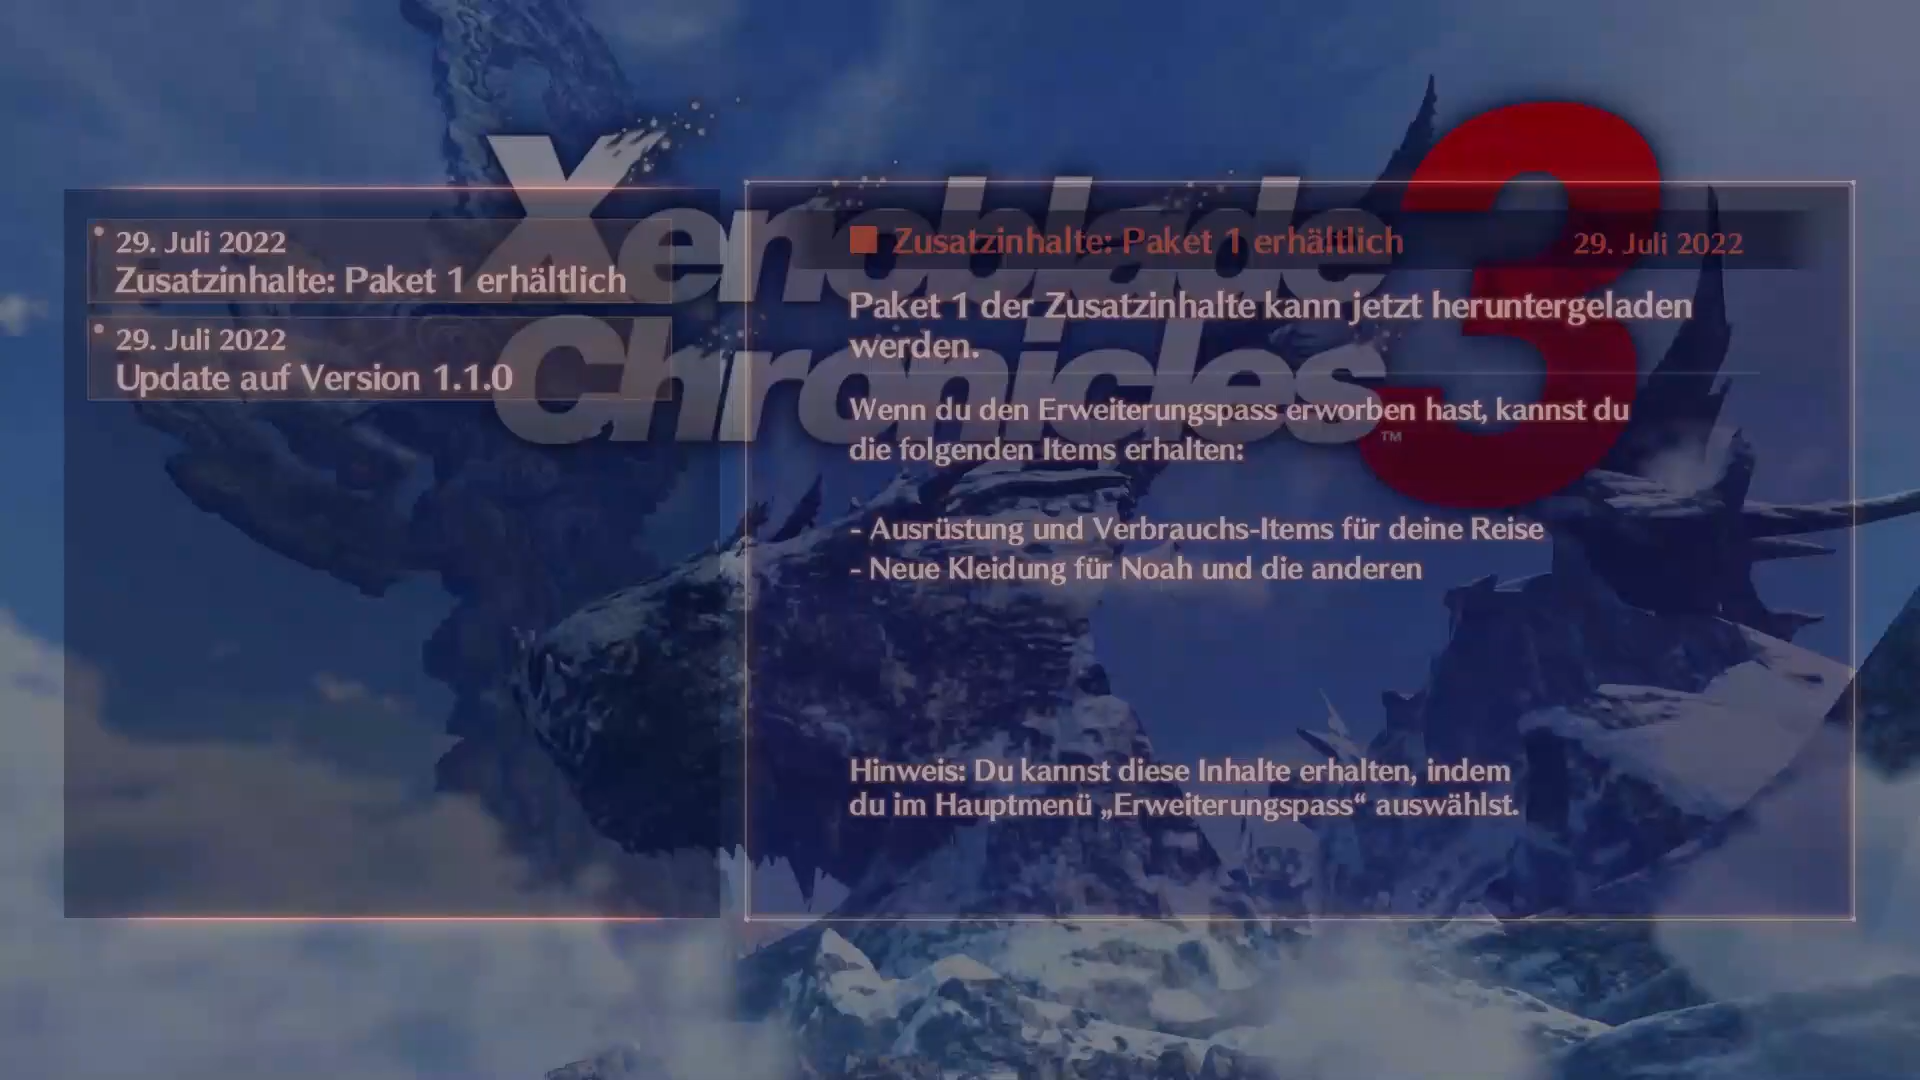 Xenoblade
Chronicles 3
™
29. Juli 2022
Zusatzinhalte: Paket 1 erhältlich
29. Juli 2022
Update auf Version 1.1.0
Zusatzinhalte: Paket 1 erhältlich
29. Juli 2022
Paket 1 der Zusatzinhalte kann jetzt heruntergeladen
werden.
Wenn du den Erweiterungspass erworben hast, kannst du
die folgenden Items erhalten:
- Ausrüstung und Verbrauchs-Items für deine Reise
- Neue Kleidung für Noah und die anderen
Hinweis: Du kannst diese Inhalte erhalten, indem
du im Hauptmenü „Erweiterungspass“ auswählst.